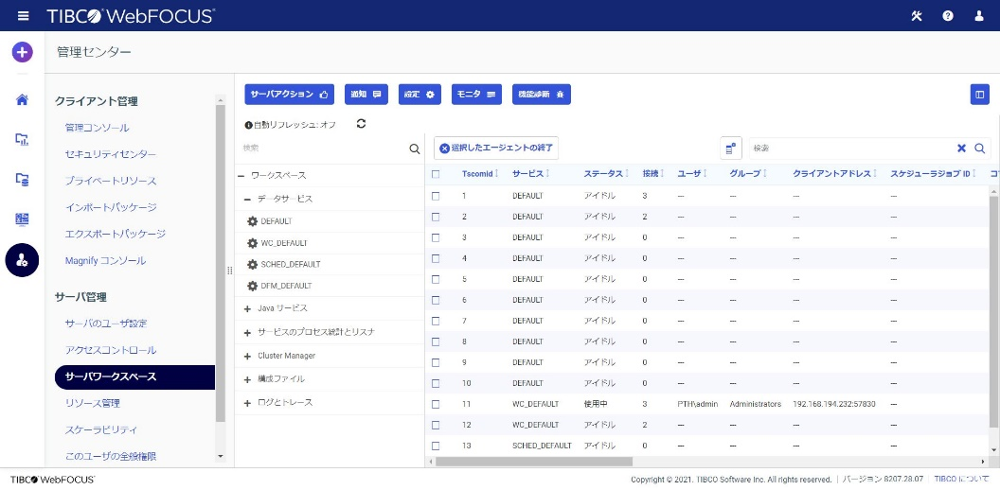 TIBCO WebFOCUS
管理センター
クライアント管理
管理コンソール
セキュリティセンター
プライベートリソース
インポートパッケージ
エクスポートパッケージ
Magnify コンソール
サーバ管理
サーバのユーザ設定
アクセスコントロール
サーバワークスペース
リソース管理
スケーラビリティ
このユーザの全般権限
サーバアクション 通知 設定 モニタ 機能診断
自動リフレッシュ: オフ
検索
ワークスペース
データサービス
DEFAULT
WC_DEFAULT
SCHED_DEFAULT
DFM_DEFAULT
Java サービス
サービスのプロセス統計とリスナ
Cluster Manager
構成ファイル
ログとトレース
選択したエージェントの終了 検索
Tscomid サービス ステータス 接続 ユーザ グループ クライアントアドレス スケジューラジョブ ID コマ
1 DEFAULT アイドル 3 --- --- --- ---
2 DEFAULT アイドル 2 --- --- --- ---
3 DEFAULT アイドル 0 --- --- --- ---
4 DEFAULT アイドル 0 --- --- --- ---
5 DEFAULT アイドル 0 --- --- --- ---
6 DEFAULT アイドル 0 --- --- --- ---
7 DEFAULT アイドル 0 --- --- --- ---
8 DEFAULT アイドル 0 --- --- --- ---
9 DEFAULT アイドル 0 --- --- --- ---
10 DEFAULT アイドル 0 --- --- --- ---
11 WC_DEFAULT 使用中 3 PTH\admin Administrators 192.168.194.232:57830 ---
12 WC_DEFAULT アイドル 2 --- --- --- ---
13 SCHED_DEFAULT アイドル 0 --- --- --- ---
TIBCO WebFOCUS Copyright © 2021. TIBCO Software Inc. All rights reserved. | バージョン 8207.28.07 | TIBCO について